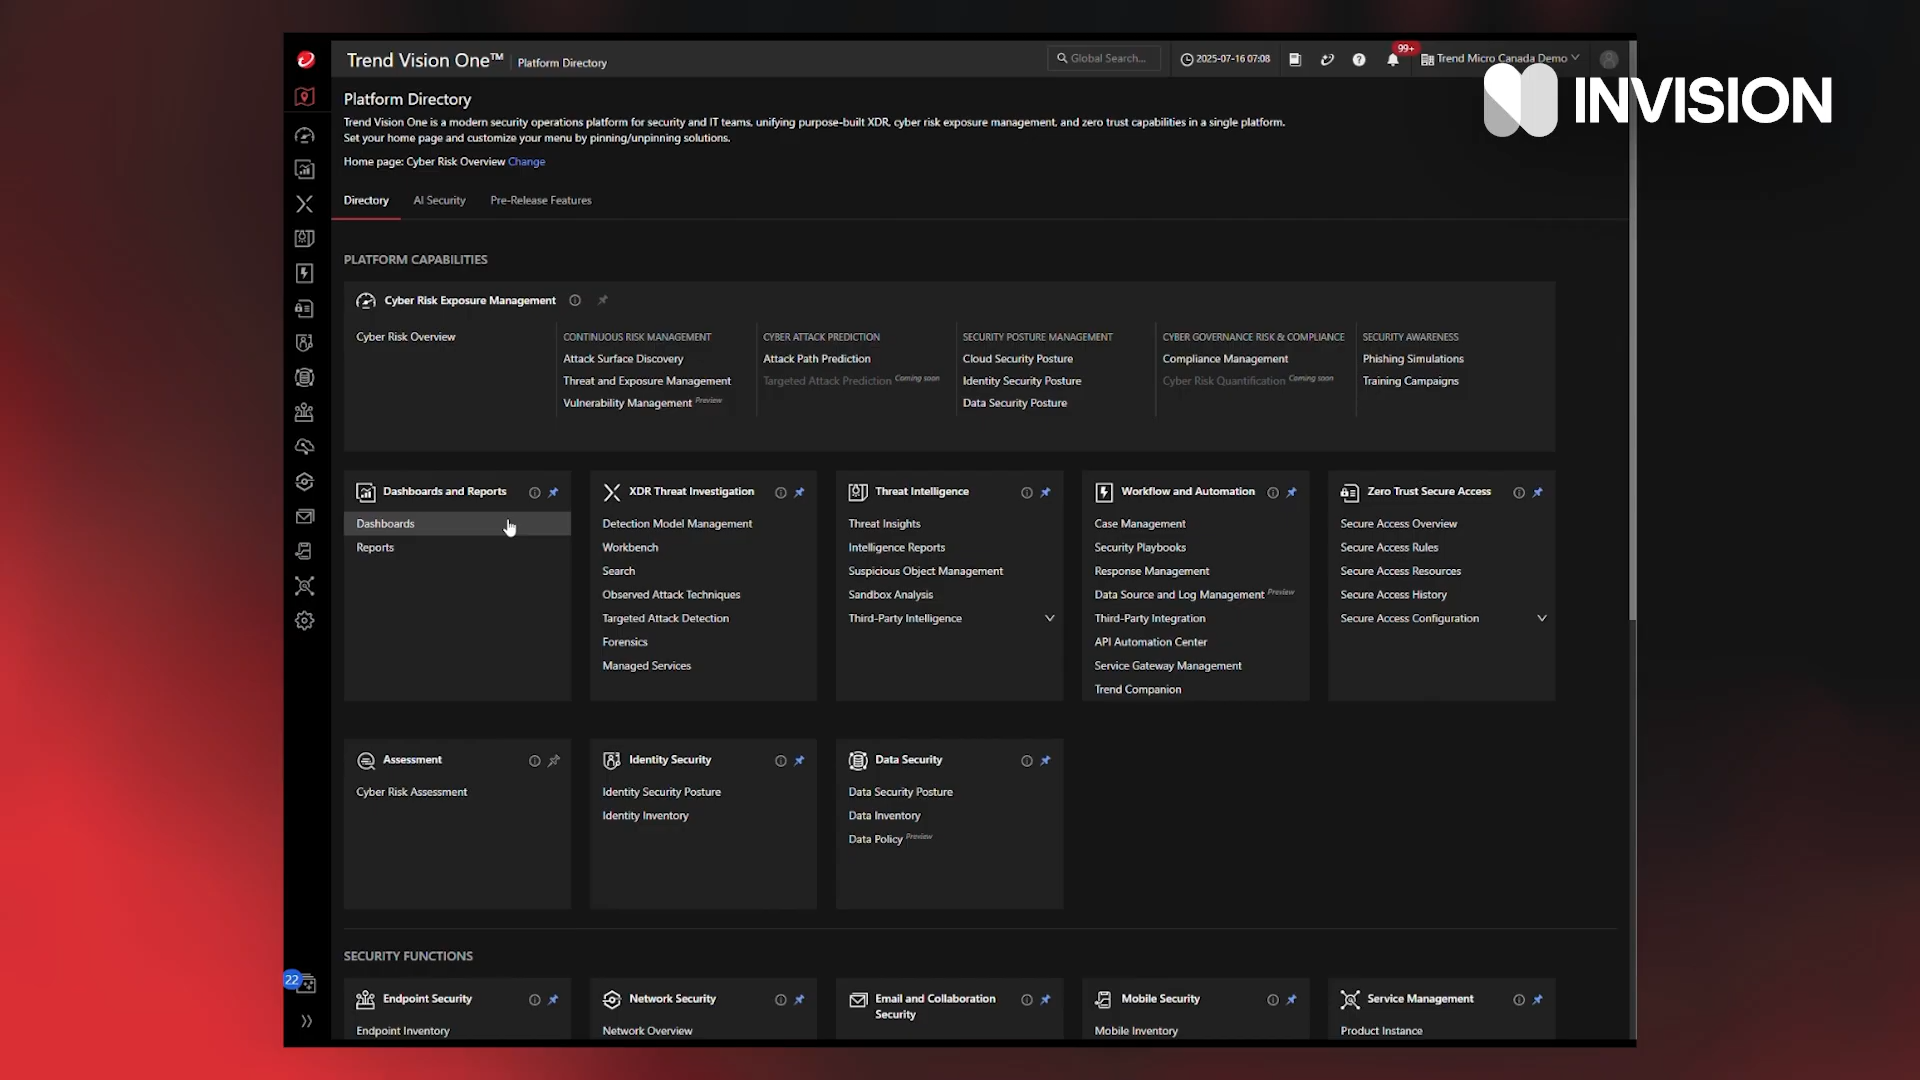 Trend Vision One™ | Platform Directory
Global Search...
2025-07-16 07:08
99+
Trend Micro Canada Demo
INVISION
Platform Directory
Trend Vision One is a modern security operations platform for security and IT teams, unifying purpose-built XDR, cyber risk exposure management, and zero trust capabilities in a single platform.
Set your home page and customize your menu by pinning/unpinning solutions.
Home page: Cyber Risk Overview Change
Directory
AI Security
Pre-Release Features
PLATFORM CAPABILITIES
Cyber Risk Exposure Management
Cyber Risk Overview
CONTINUOUS RISK MANAGEMENT
Attack Surface Discovery
Threat and Exposure Management
Vulnerability Management Preview
CYBER ATTACK PREDICTION
Attack Path Prediction
Targeted Attack Prediction Coming soon
SECURITY POSTURE MANAGEMENT
Cloud Security Posture
Identity Security Posture
Data Security Posture
CYBER GOVERNANCE RISK & COMPLIANCE
Compliance Management
Cyber Risk Quantification Coming soon
SECURITY AWARENESS
Phishing Simulations
Training Campaigns
Dashboards and Reports
Dashboards
Reports
XDR Threat Investigation
Detection Model Management
Workbench
Search
Observed Attack Techniques
Targeted Attack Detection
Forensics
Managed Services
Threat Intelligence
Threat Insights
Intelligence Reports
Suspicious Object Management
Sandbox Analysis
Third-Party Intelligence
Workflow and Automation
Case Management
Security Playbooks
Response Management
Data Source and Log Management Preview
Third-Party Integration
API Automation Center
Service Gateway Management
Trend Companion
Zero Trust Secure Access
Secure Access Overview
Secure Access Rules
Secure Access Resources
Secure Access History
Secure Access Configuration
Assessment
Cyber Risk Assessment
Identity Security
Identity Security Posture
Identity Inventory
Data Security
Data Security Posture
Data Inventory
Data Policy Preview
SECURITY FUNCTIONS
22
Endpoint Security
Endpoint Inventory
Network Security
Network Overview
Email and Collaboration
Security
Mobile Security
Mobile Inventory
Service Management
Product Instance